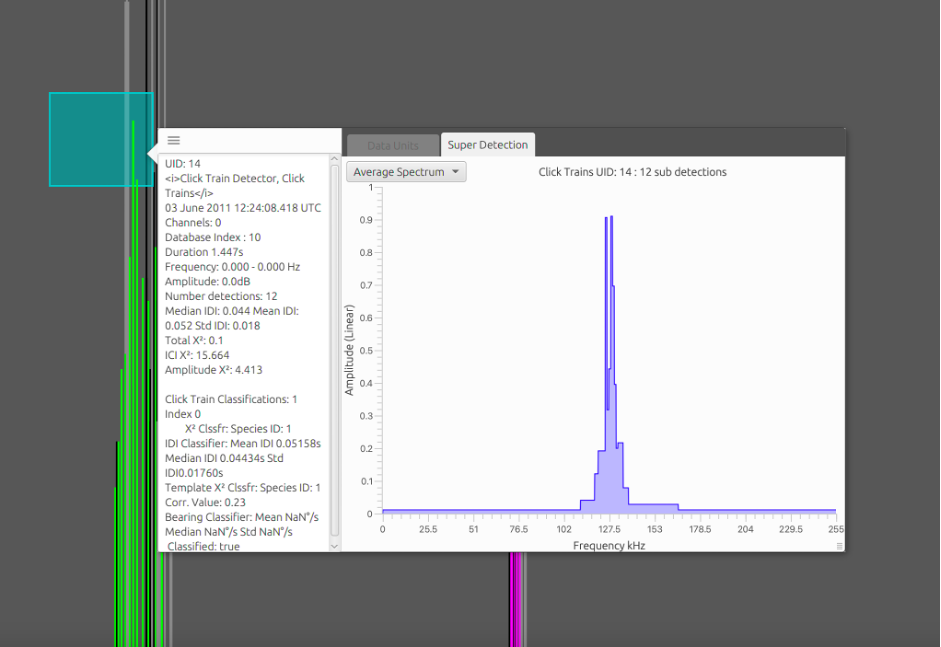 UID: 14
<i>Click Train Detector, Click
Trains</i>
03 June 2011 12:24:08.418 UTC
Channels: 0
Database Index : 10
Duration 1.447s
Frequency: 0.000 - 0.000 Hz
Amplitude: 0.0dB
Number detections: 12
Median IDI: 0.044 Mean IDI:
0.052 Std IDI: 0.018
Total X²: 0.1
ICI X²: 15.664
Amplitude X²: 4.413
Click Train Classifications: 1
Index 0
X² Clssfr: Species ID: 1
IDI Classifier: Mean IDI 0.05158s
Median IDI 0.04434s Std
IDI0.01760s
Template X² Clssfr: Species ID: 1
Corr. Value: 0.23
Bearing Classifier: Mean NaN°/s
Median NaN°/s Std NaN°/s
Classified: true
Data Units
Super Detection
Average Spectrum
Click Trains UID: 14 : 12 sub detections
Amplitude (Linear)
1
0.9
0.8
0.7
0.6
0.5
0.4
0.3
0.2
0.1
0
0 25.5 51 76.5 102 127.5 153 178.5 204 229.5 255
Frequency kHz